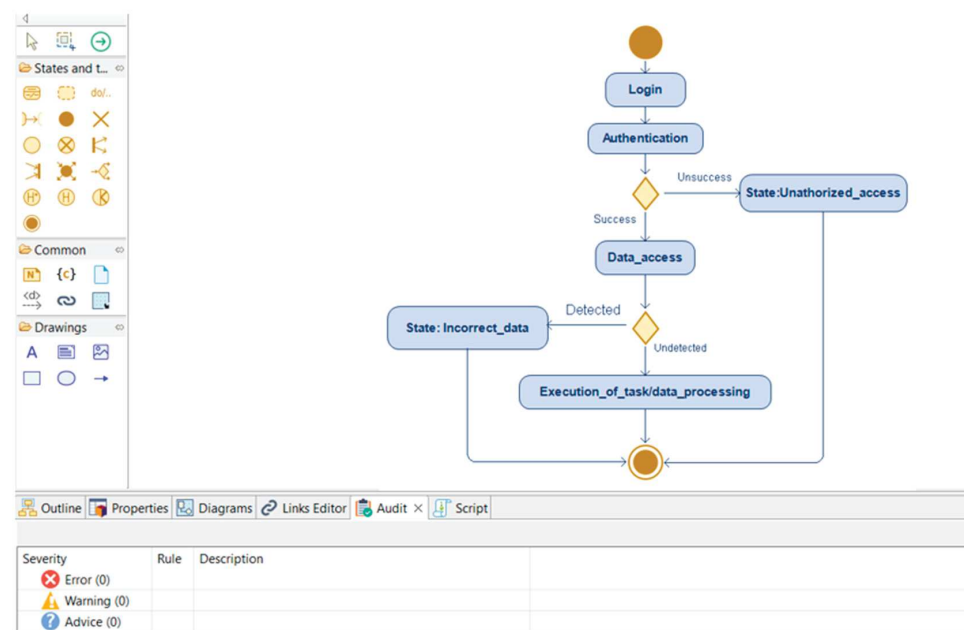 States and t...
do/..
H*
H
K
Common
N
{c}
<d>
Drawings
A
Login
Authentication
Unsuccess
State:Unathorized_access
Success
Data_access
Detected
State: Incorrect_data
Undetected
Execution_of_task/data_processing
Outline Properties Diagrams Links Editor Audit Script
Severity Rule Description
Error (0)
Warning (0)
Advice (0)